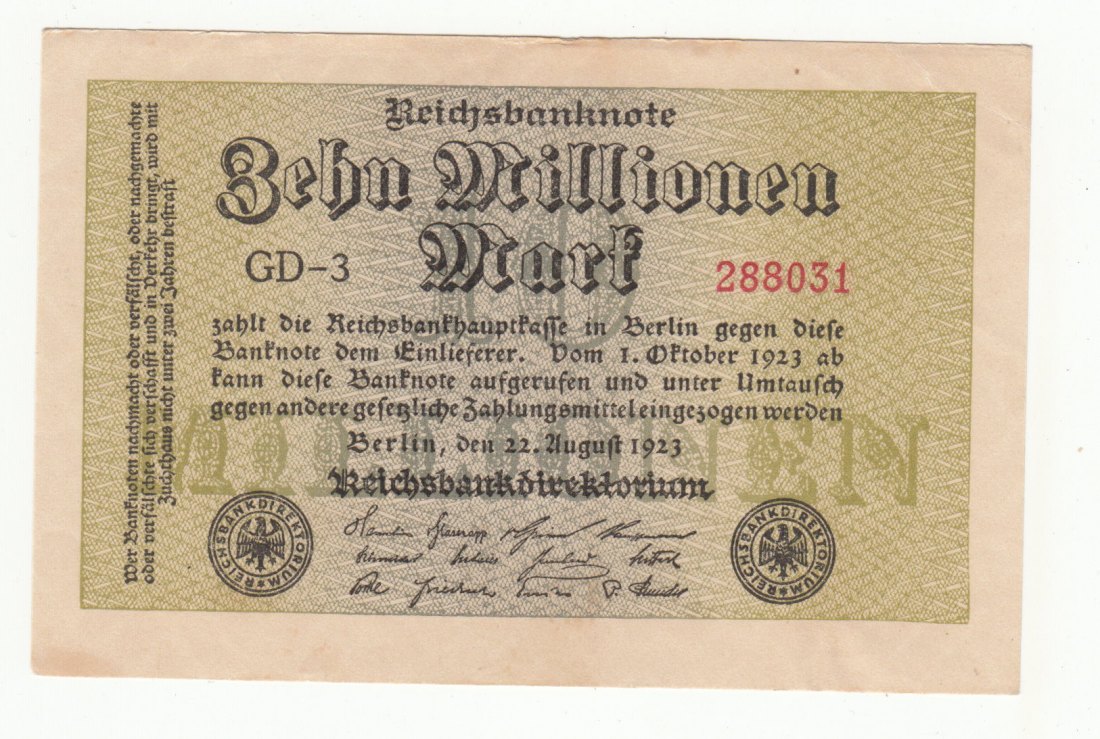 Reichsbanknote
Zehn Millionen
Mark
GD-3
288031
zahlt die Reichsbankhauptkasse in Berlin gegen diese
Banknote dem Einlieferer. Vom 1. Oktober 1923 ab
kann diese Banknote aufgerufen und unter Umtausch
gegen andere gesetzliche Zahlungsmittel eingezogen werden
Berlin, den 22. August 1923
Reichsbankdirektorium
REICHSBANKDIREKTORIUM
REICHSBANKDIREKTORIUM
Wer Banknoten nachmacht oder verfälscht, oder nachgemachte
oder verfälschte sich verschafft und in Verkehr bringt, wird mit
Zuchthaus nicht unter zwei Jahren bestraft
10
MILLIONEN